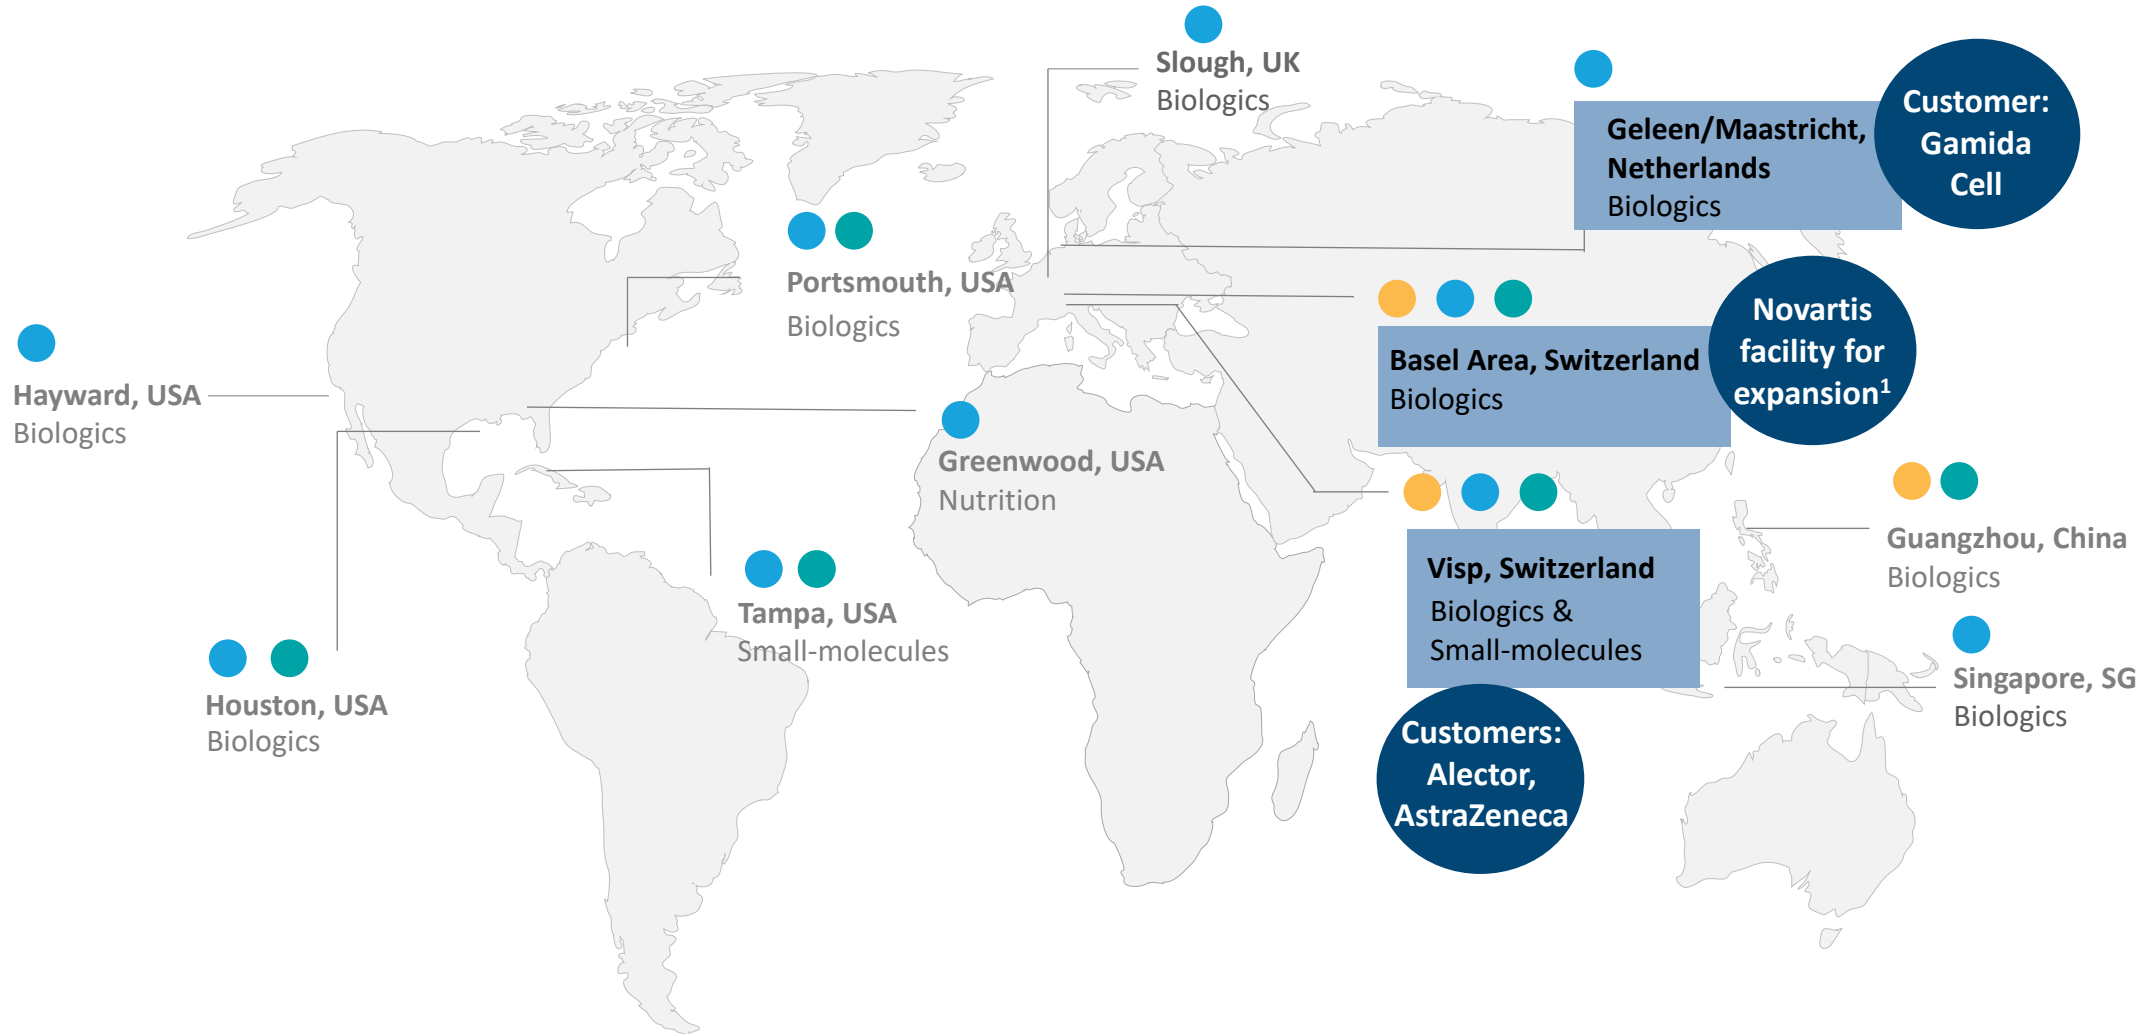 Slough, UK
Biologics
Geleen/Maastricht,
Netherlands
Biologics
Customer:
Gamida
Cell
Portsmouth, USA
Biologics
Hayward, USA
Biologics
Basel Area, Switzerland
Biologics
Novartis
facility for
expansion¹
Greenwood, USA
Nutrition
Guangzhou, China
Biologics
Visp, Switzerland
Biologics &
Small-molecules
Tampa, USA
Small-molecules
Singapore, SG
Biologics
Houston, USA
Biologics
Customers:
Alector,
AstraZeneca